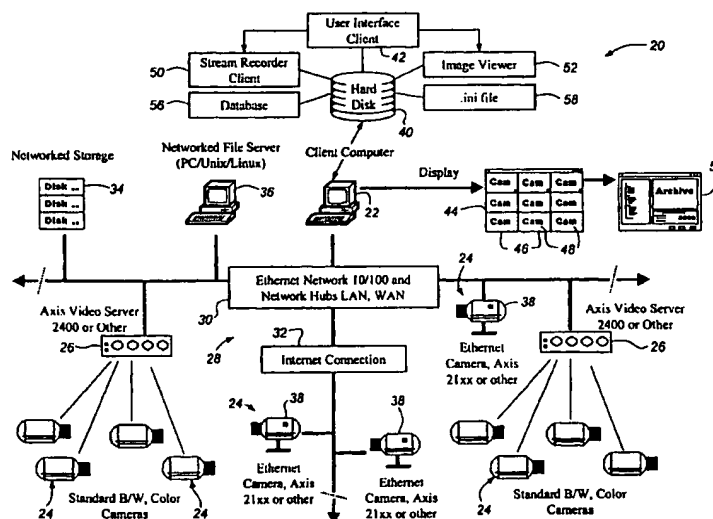 User Interface
Client
42
20
50
Stream Recorder
Client
Image Viewer
52
56
Database
Hard
Disk
.ini file
58
40
Networked Storage
Networked File Server
(PC/Unix/Linux)
Client Computer
Display
Disk ..
Disk ..
Disk ..
34
36
22
44
Cam Cam Cam
Cam Cam Cam
Cam Cam Cam
46
48
Archive
5
Ethernet Network 10/100 and
Network Hubs LAN, WAN
30
24
38
Axis Video Server
2400 or Other
26
28
32
Internet Connection
Ethernet
Camera, Axis
21xx or other
Axis Video Server
2400 or Other
26
24
38
38
Ethernet
Camera, Axis
21xx or other
Ethernet
Camera, Axis
21xx or other
24
Standard B/W, Color
Cameras
24
24
Standard B/W, Color
Cameras
24